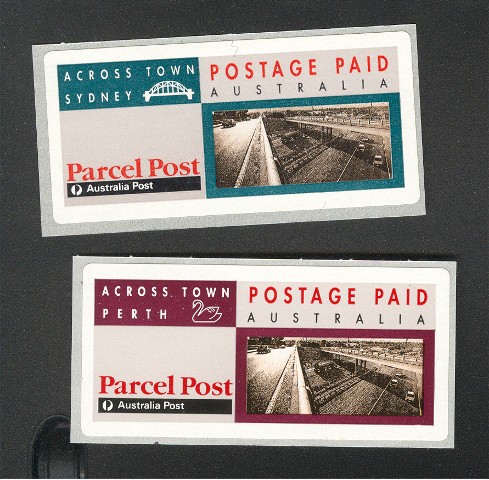 ACROSS TOWN
SYDNEY
POSTAGE PAID
AUSTRALIA
Parcel Post
Australia Post
ACROSS TOWN
PERTH
POSTAGE PAID
AUSTRALIA
Parcel Post
Australia Post